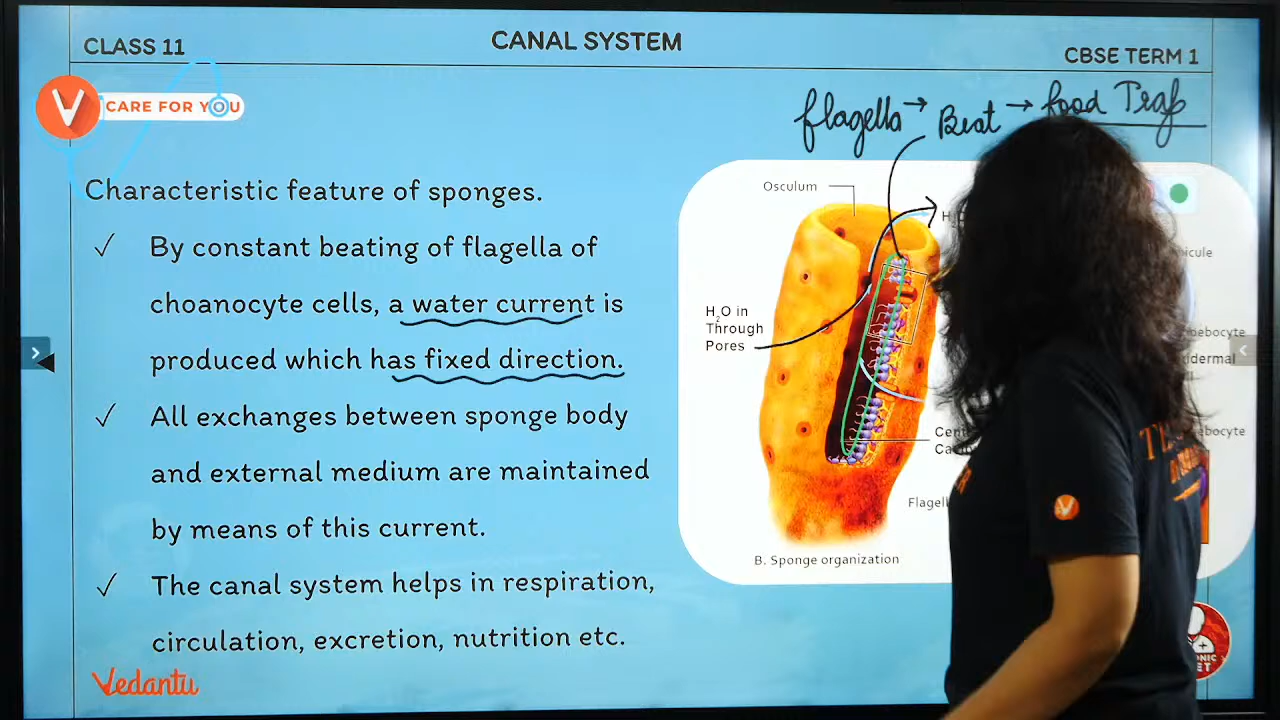 CLASS 11
CANAL SYSTEM
CBSE TERM 1
V CARE FOR YOU
flagella → Beat → food Trap
Characteristic feature of sponges.
✓ By constant beating of flagella of
choanocyte cells, a water current is
produced which has fixed direction.
✓ All exchanges between sponge body
and external medium are maintained
by means of this current.
✓ The canal system helps in respiration,
circulation, excretion, nutrition etc.
Osculum
H₂O in
Through
Pores
B. Sponge organization
Vedantu